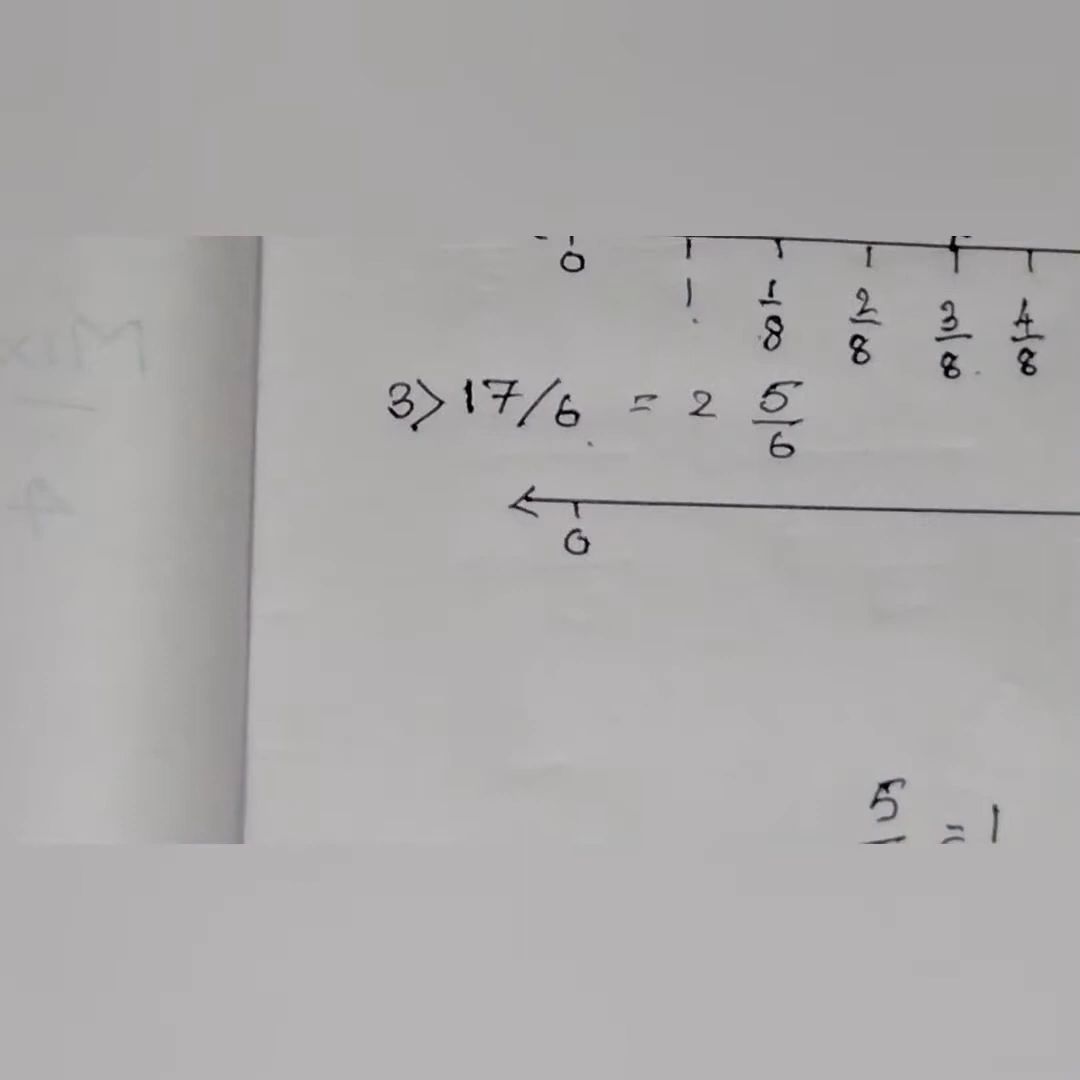 0 1 1/8 2/8 3/8 4/8
3> 17/6 = 2 5/6
0
5 = 1